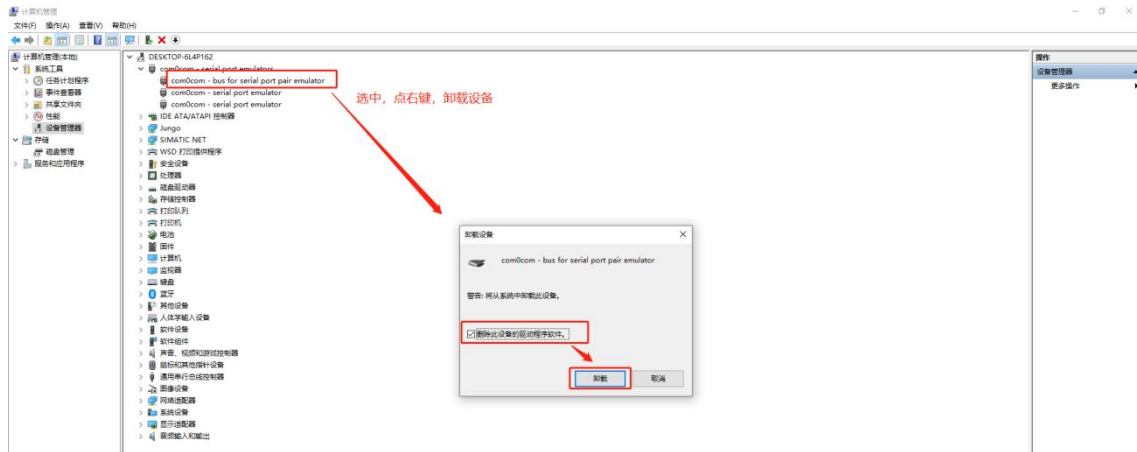 计算机管理
文件(F) 操作(A) 查看(V) 帮助(H)
计算机管理(本地)
系统工具
任务计划程序
事件查看器
共享文件夹
性能
设备管理器
存储
磁盘管理
服务和应用程序
DESKTOP-6L4P162
com0com - serial port emulators
com0com - bus for serial port pair emulator
com0com - serial port emulator
com0com - serial port emulator
IDE ATA/ATAPI 控制器
Jungo
SIMATIC NET
WSD 打印提供程序
安全设备
处理器
磁盘驱动器
存储控制器
打印队列
打印机
电池
固件
计算机
监视器
键盘
蓝牙
其他设备
人体学输入设备
软件设备
软件组件
声音、视频和游戏控制器
鼠标和其他指针设备
通用串行总线控制器
图像设备
网络适配器
系统设备
显示适配器
音频输入和输出
选中，点右键，卸载设备
卸载设备
com0com - bus for serial port pair emulator
警告: 将从系统中卸载此设备。
删除此设备的驱动程序软件。
卸载 取消
操作
设备管理器
更多操作